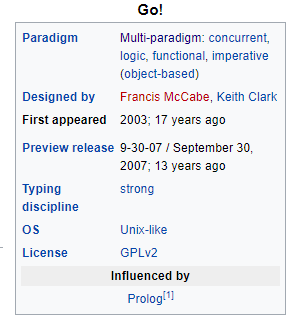 Go!
Paradigm Multi-paradigm: concurrent,
logic, functional, imperative
(object-based)
Designed by Francis McCabe, Keith Clark
First appeared 2003; 17 years ago
Preview release 9-30-07 / September 30,
2007; 13 years ago
Typing strong
discipline
OS Unix-like
License GPLv2
Influenced by
Prolog[1]